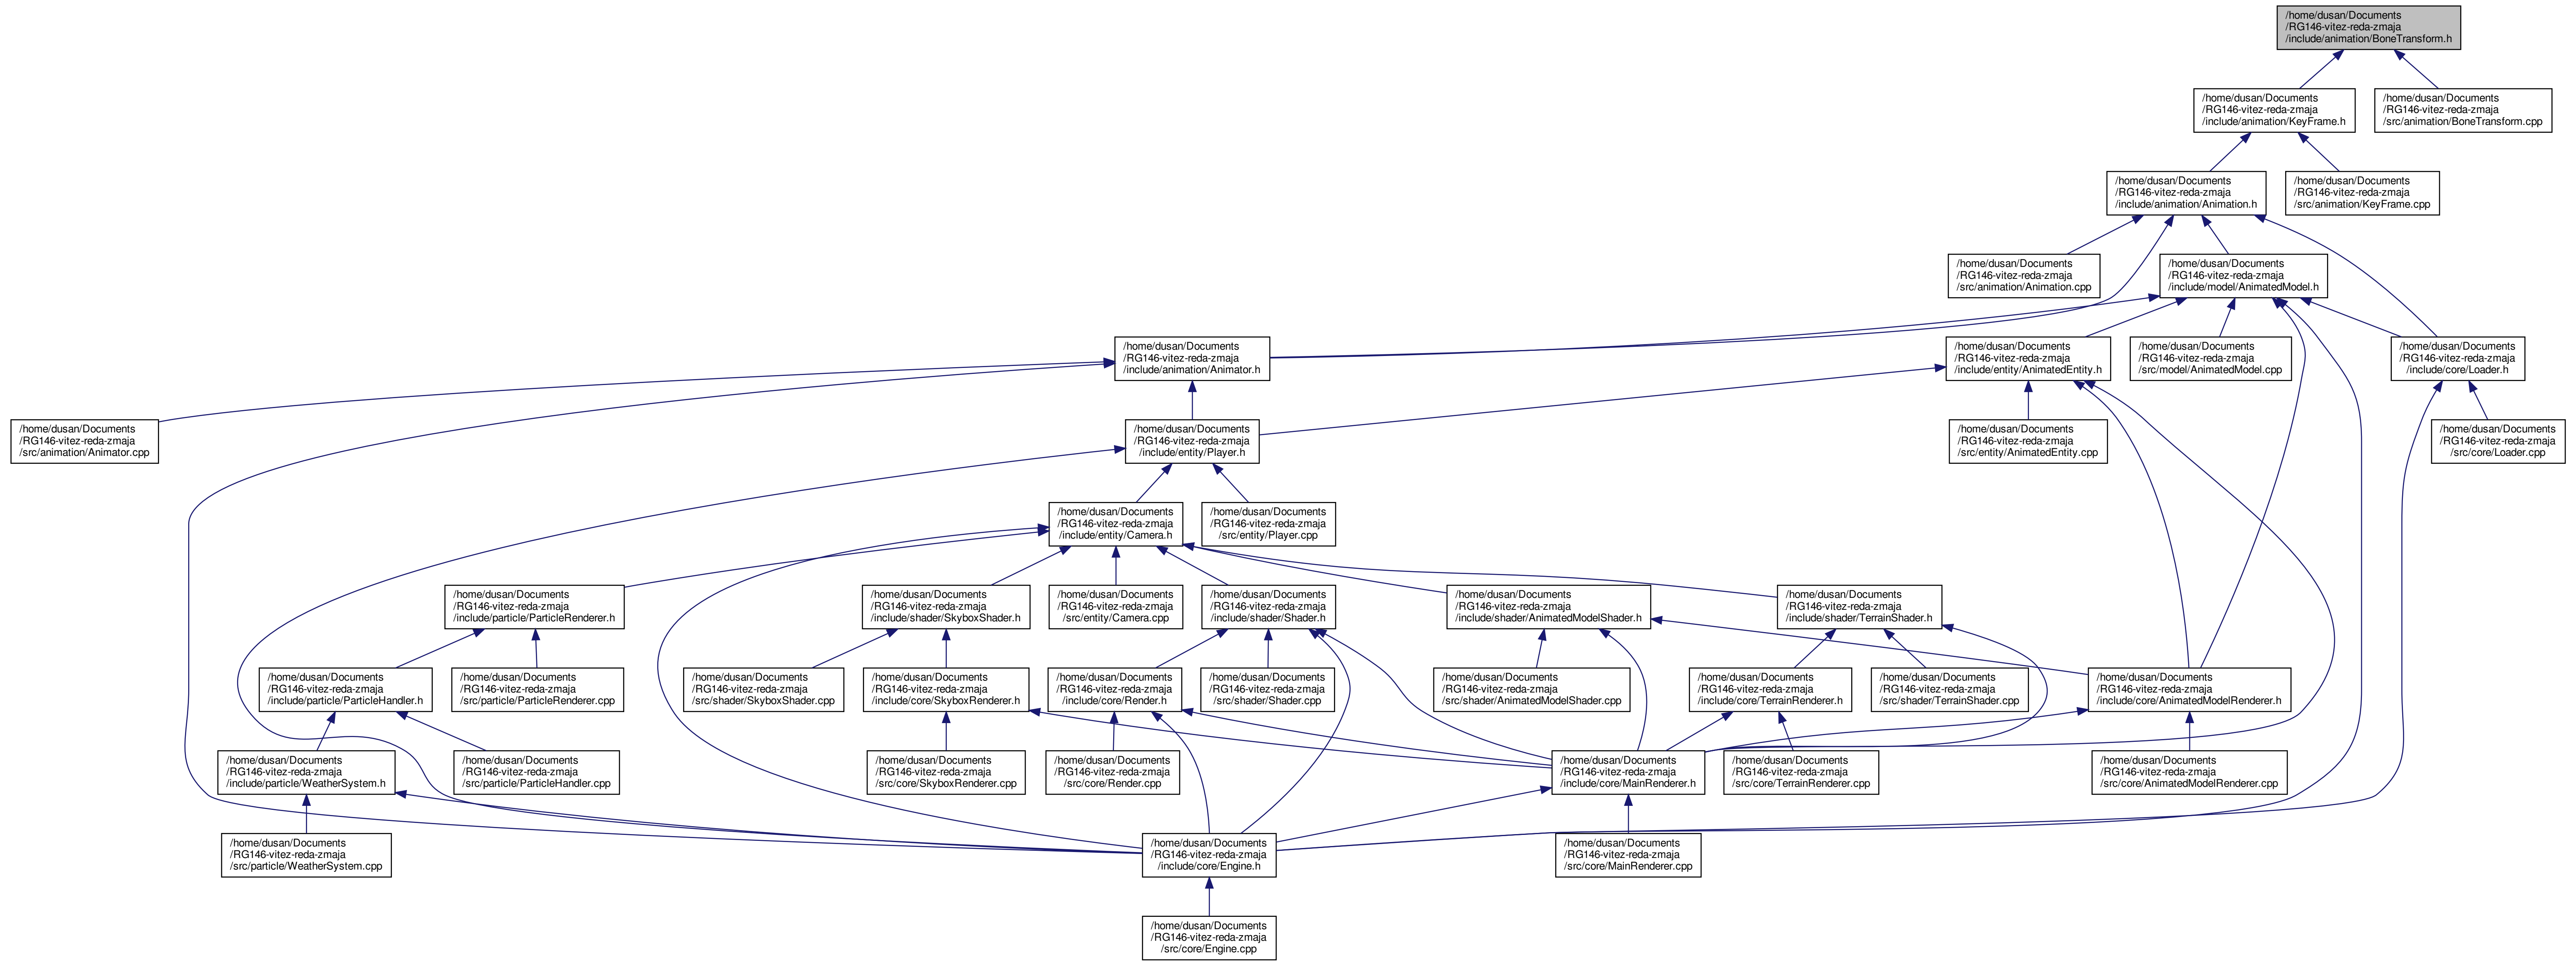 /home/dusan/Documents
/RG146-vitez-reda-zmaja
/include/animation/BoneTransform.h
/home/dusan/Documents
/RG146-vitez-reda-zmaja
/include/animation/KeyFrame.h
/home/dusan/Documents
/RG146-vitez-reda-zmaja
/src/animation/BoneTransform.cpp
/home/dusan/Documents
/RG146-vitez-reda-zmaja
/include/animation/Animation.h
/home/dusan/Documents
/RG146-vitez-reda-zmaja
/src/animation/KeyFrame.cpp
/home/dusan/Documents
/RG146-vitez-reda-zmaja
/src/animation/Animation.cpp
/home/dusan/Documents
/RG146-vitez-reda-zmaja
/include/model/AnimatedModel.h
/home/dusan/Documents
/RG146-vitez-reda-zmaja
/include/animation/Animator.h
/home/dusan/Documents
/RG146-vitez-reda-zmaja
/include/entity/AnimatedEntity.h
/home/dusan/Documents
/RG146-vitez-reda-zmaja
/src/model/AnimatedModel.cpp
/home/dusan/Documents
/RG146-vitez-reda-zmaja
/include/core/Loader.h
/home/dusan/Documents
/RG146-vitez-reda-zmaja
/src/animation/Animator.cpp
/home/dusan/Documents
/RG146-vitez-reda-zmaja
/include/entity/Player.h
/home/dusan/Documents
/RG146-vitez-reda-zmaja
/src/entity/AnimatedEntity.cpp
/home/dusan/Documents
/RG146-vitez-reda-zmaja
/src/core/Loader.cpp
/home/dusan/Documents
/RG146-vitez-reda-zmaja
/include/entity/Camera.h
/home/dusan/Documents
/RG146-vitez-reda-zmaja
/src/entity/Player.cpp
/home/dusan/Documents
/RG146-vitez-reda-zmaja
/include/particle/ParticleRenderer.h
/home/dusan/Documents
/RG146-vitez-reda-zmaja
/include/shader/SkyboxShader.h
/home/dusan/Documents
/RG146-vitez-reda-zmaja
/src/entity/Camera.cpp
/home/dusan/Documents
/RG146-vitez-reda-zmaja
/include/shader/Shader.h
/home/dusan/Documents
/RG146-vitez-reda-zmaja
/include/shader/AnimatedModelShader.h
/home/dusan/Documents
/RG146-vitez-reda-zmaja
/include/shader/TerrainShader.h
/home/dusan/Documents
/RG146-vitez-reda-zmaja
/include/particle/ParticleHandler.h
/home/dusan/Documents
/RG146-vitez-reda-zmaja
/src/particle/ParticleRenderer.cpp
/home/dusan/Documents
/RG146-vitez-reda-zmaja
/src/shader/SkyboxShader.cpp
/home/dusan/Documents
/RG146-vitez-reda-zmaja
/include/core/SkyboxRenderer.h
/home/dusan/Documents
/RG146-vitez-reda-zmaja
/include/core/Render.h
/home/dusan/Documents
/RG146-vitez-reda-zmaja
/src/shader/Shader.cpp
/home/dusan/Documents
/RG146-vitez-reda-zmaja
/src/shader/AnimatedModelShader.cpp
/home/dusan/Documents
/RG146-vitez-reda-zmaja
/include/core/TerrainRenderer.h
/home/dusan/Documents
/RG146-vitez-reda-zmaja
/src/shader/TerrainShader.cpp
/home/dusan/Documents
/RG146-vitez-reda-zmaja
/include/core/AnimatedModelRenderer.h
/home/dusan/Documents
/RG146-vitez-reda-zmaja
/include/particle/WeatherSystem.h
/home/dusan/Documents
/RG146-vitez-reda-zmaja
/src/particle/ParticleHandler.cpp
/home/dusan/Documents
/RG146-vitez-reda-zmaja
/src/core/SkyboxRenderer.cpp
/home/dusan/Documents
/RG146-vitez-reda-zmaja
/src/core/Render.cpp
/home/dusan/Documents
/RG146-vitez-reda-zmaja
/include/core/MainRenderer.h
/home/dusan/Documents
/RG146-vitez-reda-zmaja
/src/core/TerrainRenderer.cpp
/home/dusan/Documents
/RG146-vitez-reda-zmaja
/src/core/AnimatedModelRenderer.cpp
/home/dusan/Documents
/RG146-vitez-reda-zmaja
/src/particle/WeatherSystem.cpp
/home/dusan/Documents
/RG146-vitez-reda-zmaja
/include/core/Engine.h
/home/dusan/Documents
/RG146-vitez-reda-zmaja
/src/core/MainRenderer.cpp
/home/dusan/Documents
/RG146-vitez-reda-zmaja
/src/core/Engine.cpp